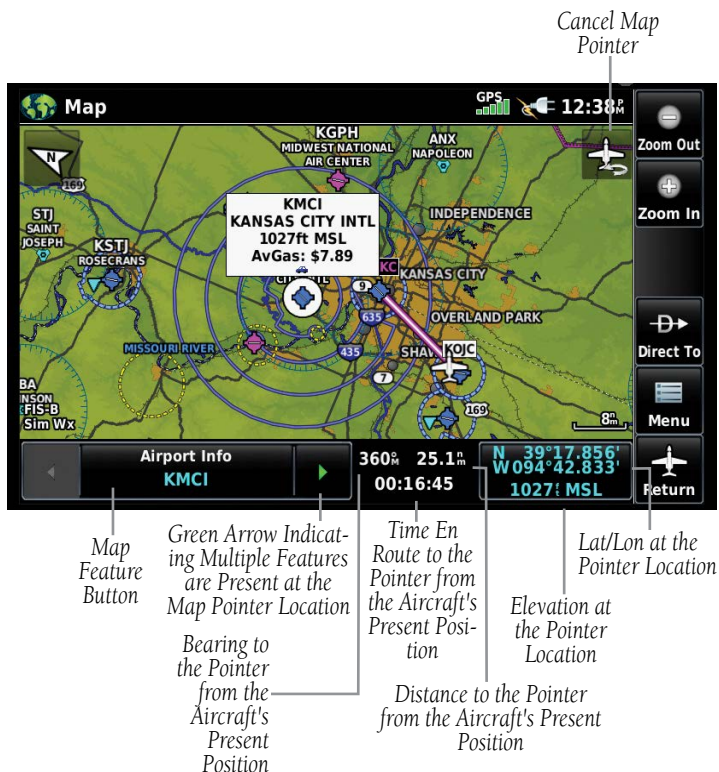 Cancel Map
Pointer
Map
GPS
12:38PM
Zoom Out
Zoom In
Direct To
Menu
Return
N
169
KGPH
MIDWEST NATIONAL
AIR CENTER
ANX
NAPOLEON
KMCI
KANSAS CITY INTL
1027ft MSL
AvGas: $7.89
INDEPENDENCE
STJ
SAINT
JOSEPH
KSTJ
ROSECRANS
KC
KANSAS CITY
9
635
OVERLAND PARK
MISSOURI RIVER
435
SHAW
KOJC
7
169
BA
NSON
FIS-B
Sim Wx
8nm
Airport Info
KMCI
360°M
25.1nm
00:16:45
N 39°17.856'
W094°42.833'
1027ft MSL
Map
Feature
Button
Green Arrow Indicat-
ing Multiple Features
are Present at the
Map Pointer Location
Time En
Route to the
Pointer from
the Aircraft's
Present Posi-
tion
Lat/Lon at the
Pointer Location
Elevation at
the Pointer
Location
Bearing to
the Pointer
from the
Aircraft's
Present
Position
Distance to the Pointer
from the Aircraft's Present
Position